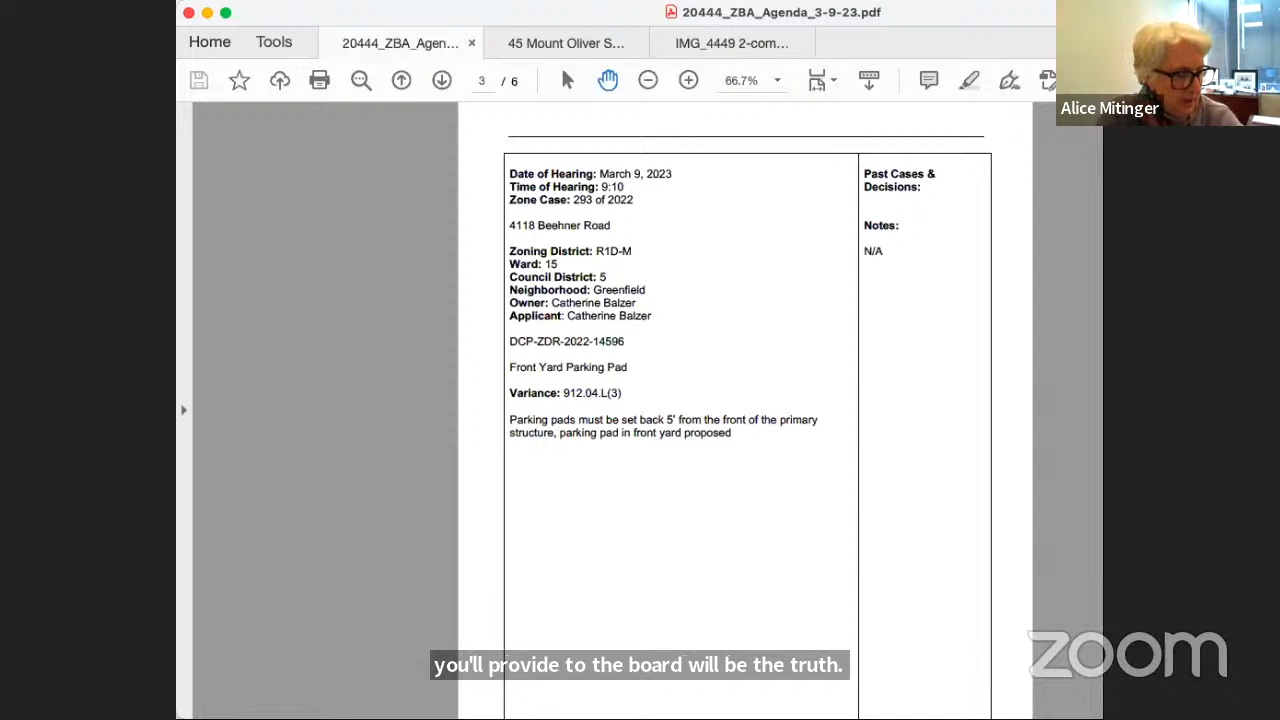 20444_ZBA_Agenda_3-9-23.pdf
Home Tools 20444_ZBA_Agen... × 45 Mount Oliver S... IMG_4449 2-com...
3 / 6 66.7%
Alice Mitinger
Date of Hearing: March 9, 2023
Time of Hearing: 9:10
Zone Case: 293 of 2022
4118 Beehner Road
Zoning District: R1D-M
Ward: 15
Council District: 5
Neighborhood: Greenfield
Owner: Catherine Balzer
Applicant: Catherine Balzer
DCP-ZDR-2022-14596
Front Yard Parking Pad
Variance: 912.04.L(3)
Parking pads must be set back 5' from the front of the primary
structure, parking pad in front yard proposed
Past Cases &
Decisions:
Notes:
N/A
you'll provide to the board will be the truth.
zoom